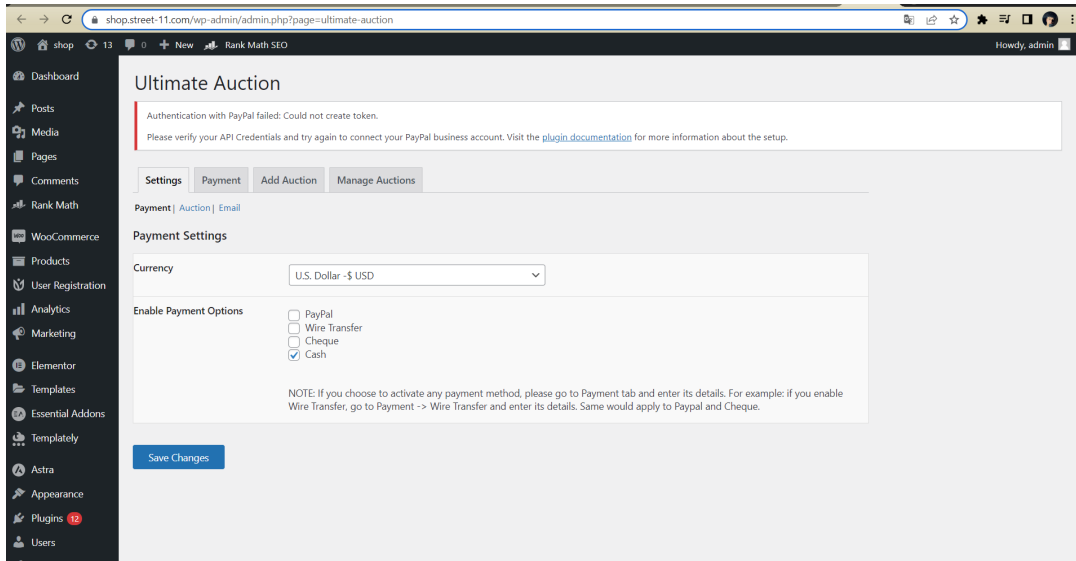 shop.street-11.com/wp-admin/admin.php?page=ultimate-auction
shop 13 0 + New Rank Math SEO Howdy, admin
Dashboard
Posts
Media
Pages
Comments
Rank Math
WooCommerce
Products
User Registration
Analytics
Marketing
Elementor
Templates
Essential Addons
Templately
Astra
Appearance
Plugins 12
Users
Ultimate Auction
Authentication with PayPal failed: Could not create token.
Please verify your API Credentials and try again to connect your PayPal business account. Visit the plugin documentation for more information about the setup.
Settings Payment Add Auction Manage Auctions
Payment | Auction | Email
Payment Settings
Currency U.S. Dollar -$ USD
Enable Payment Options PayPal
Wire Transfer
Cheque
Cash
NOTE: If you choose to activate any payment method, please go to Payment tab and enter its details. For example: if you enable
Wire Transfer, go to Payment -> Wire Transfer and enter its details. Same would apply to Paypal and Cheque.
Save Changes